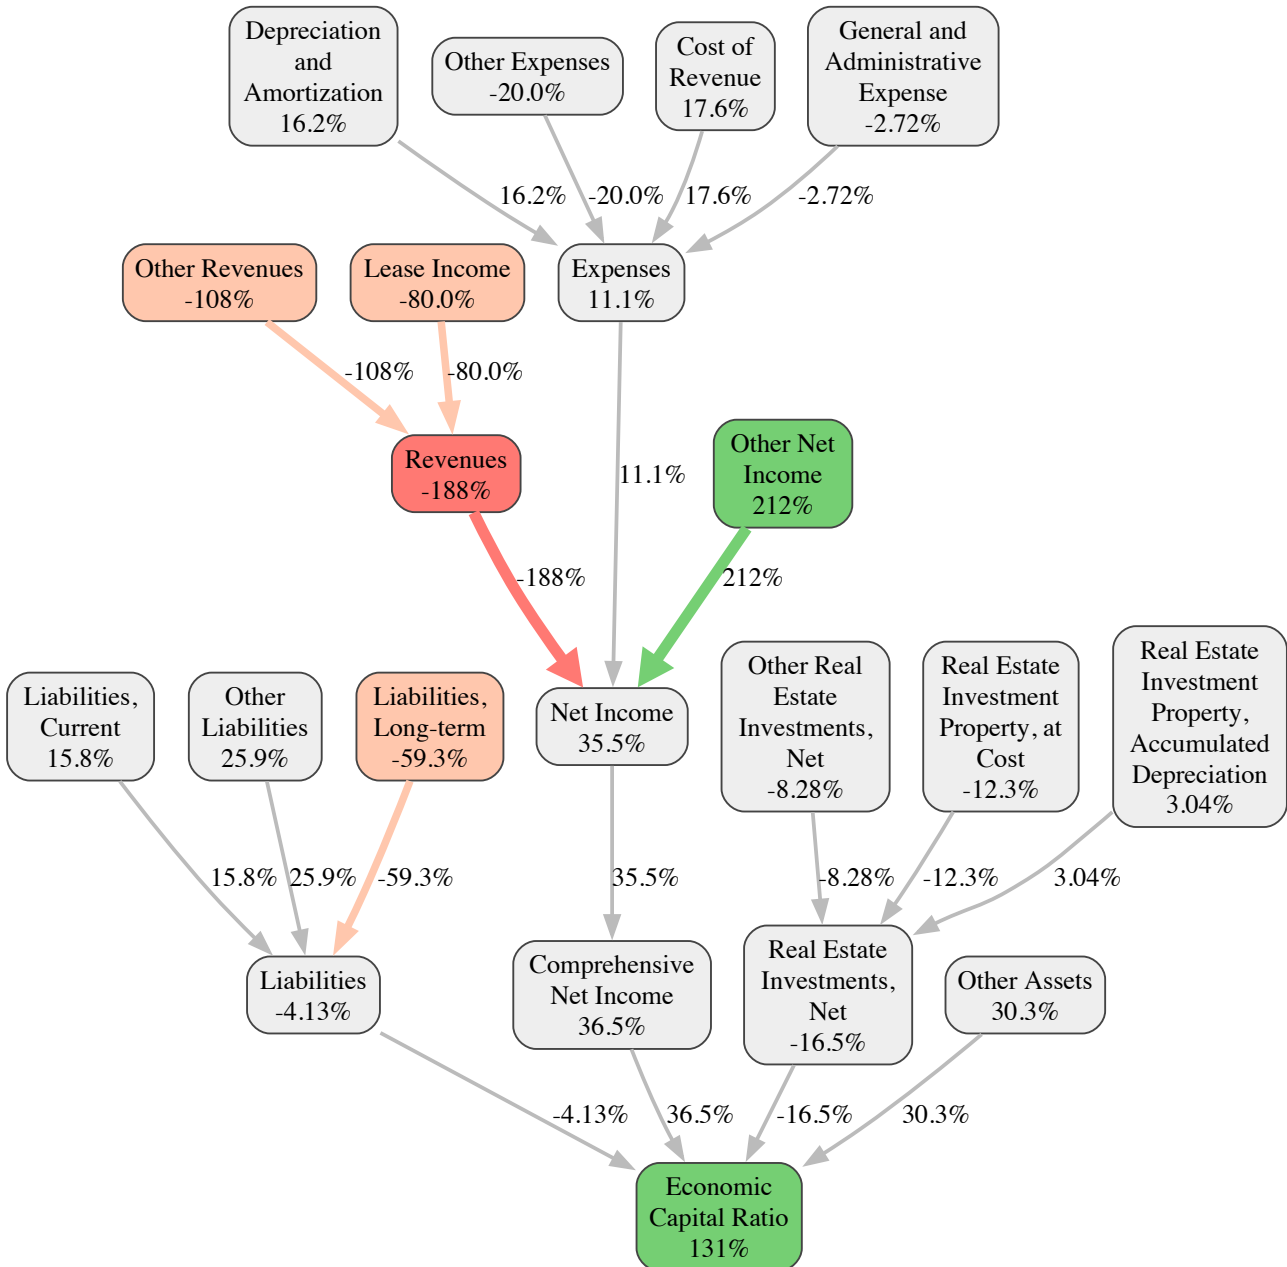 Depreciation
and
Amortization
16.2%
Other Expenses
-20.0%
Cost of
Revenue
17.6%
General and
Administrative
Expense
-2.72%
16.2%
-20.0%
17.6%
-2.72%
Other Revenues
-108%
Lease Income
-80.0%
Expenses
11.1%
-108%
-80.0%
Revenues
-188%
11.1%
Other Net
Income
212%
-188%
212%
Liabilities,
Current
15.8%
Other
Liabilities
25.9%
Liabilities,
Long-term
-59.3%
Net Income
35.5%
Other Real
Estate
Investments,
Net
-8.28%
Real Estate
Investment
Property, at
Cost
-12.3%
Real Estate
Investment
Property,
Accumulated
Depreciation
3.04%
15.8%
25.9%
-59.3%
35.5%
-8.28%
-12.3%
3.04%
Liabilities
-4.13%
Comprehensive
Net Income
36.5%
Real Estate
Investments,
Net
-16.5%
Other Assets
30.3%
-4.13%
36.5%
-16.5%
30.3%
Economic
Capital Ratio
131%